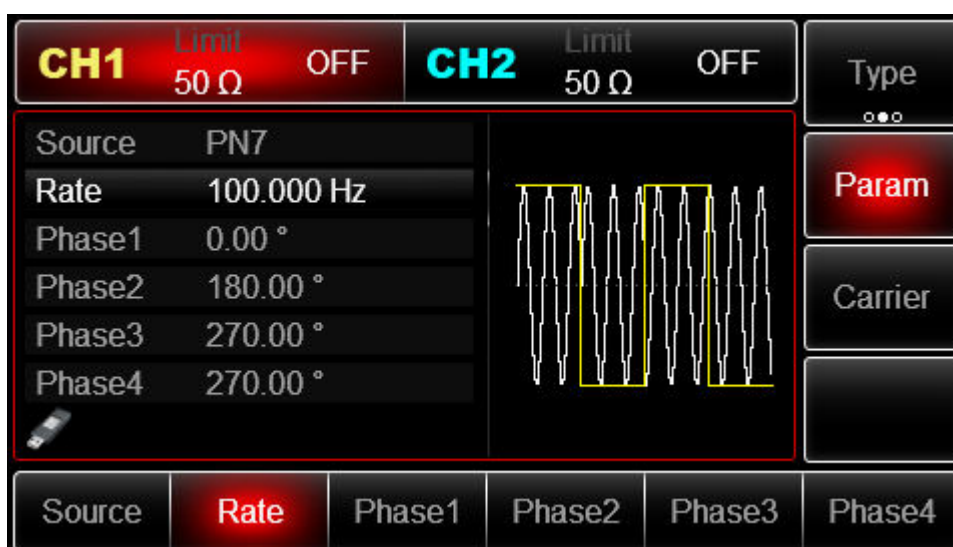 CH1 Limit 50 Ω OFF CH2 Limit 50 Ω OFF
Type
Source PN7
Rate 100.000 Hz
Phase1 0.00 °
Phase2 180.00 °
Phase3 270.00 °
Phase4 270.00 °
Param
Carrier
Source Rate Phase1 Phase2 Phase3 Phase4